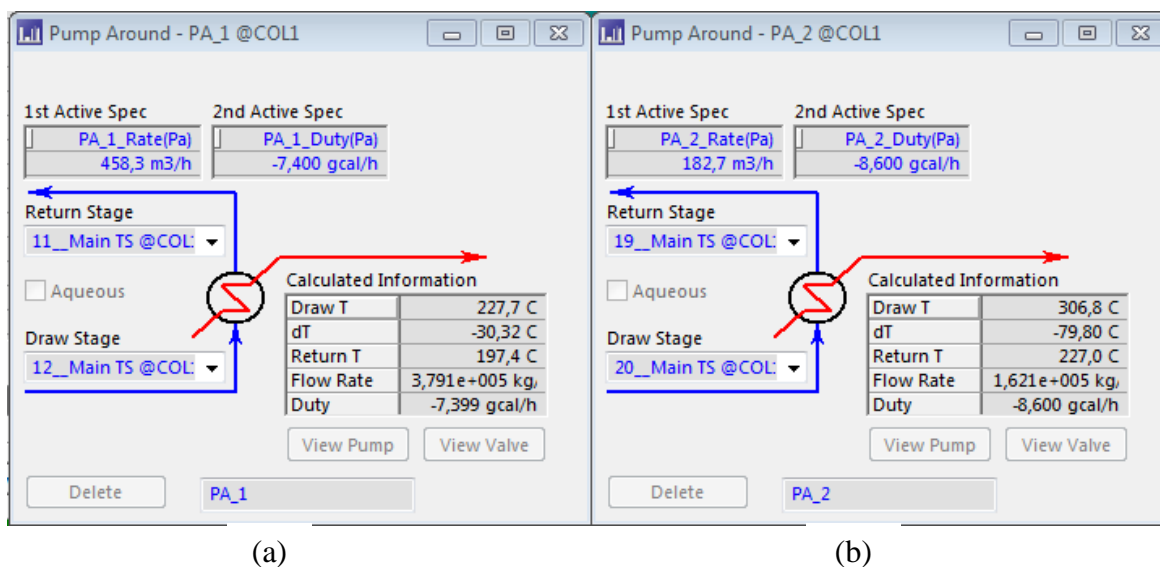 Pump Around - PA_1 @COL1
1st Active Spec 2nd Active Spec
PA_1_Rate(Pa) PA_1_Duty(Pa)
458,3 m3/h -7,400 gcal/h
Return Stage
11__Main TS @COL:
Aqueous
Draw Stage
12__Main TS @COL:
Calculated Information
Draw T 227,7 C
dT -30,32 C
Return T 197,4 C
Flow Rate 3,791e+005 kg/
Duty -7,399 gcal/h
View Pump View Valve
Delete PA_1
(a)
Pump Around - PA_2 @COL1
1st Active Spec 2nd Active Spec
PA_2_Rate(Pa) PA_2_Duty(Pa)
182,7 m3/h -8,600 gcal/h
Return Stage
19__Main TS @COL:
Aqueous
Draw Stage
20__Main TS @COL:
Calculated Information
Draw T 306,8 C
dT -79,80 C
Return T 227,0 C
Flow Rate 1,621e+005 kg/
Duty -8,600 gcal/h
View Pump View Valve
Delete PA_2
(b)